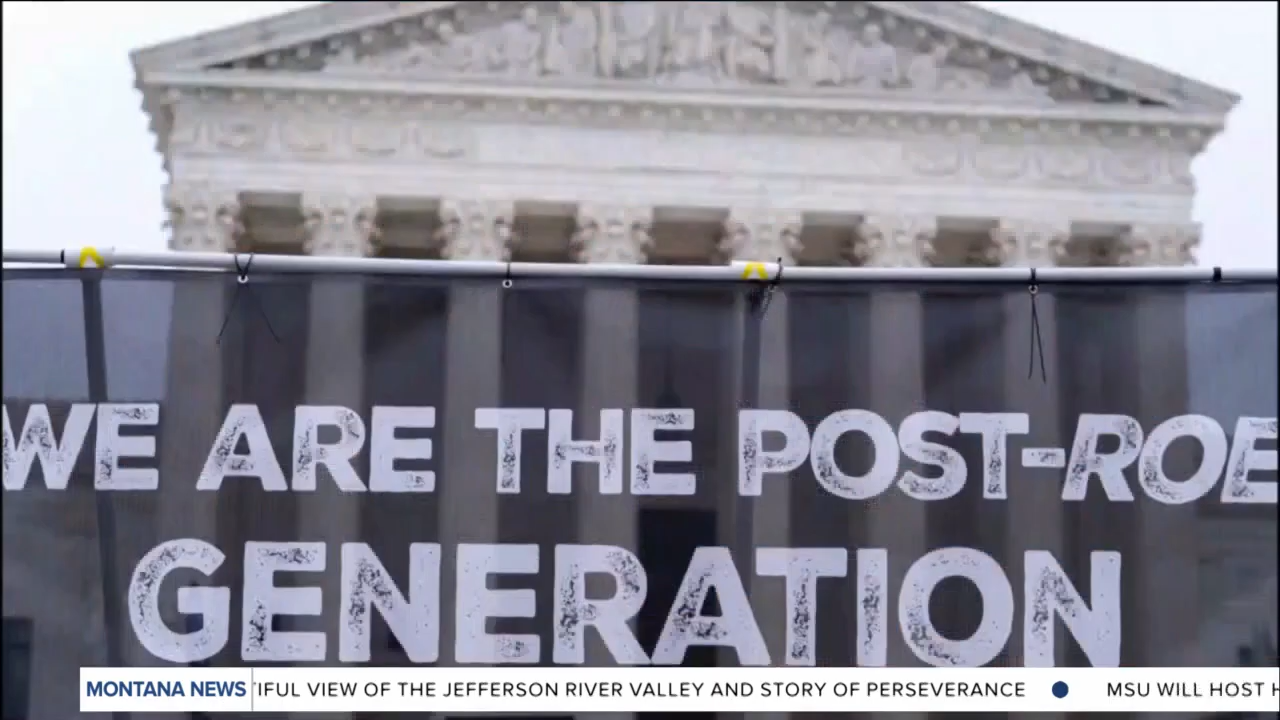 WE ARE THE POST-ROE
GENERATION
MONTANA NEWS
IFUL VIEW OF THE JEFFERSON RIVER VALLEY AND STORY OF PERSEVERANCE
MSU WILL HOST